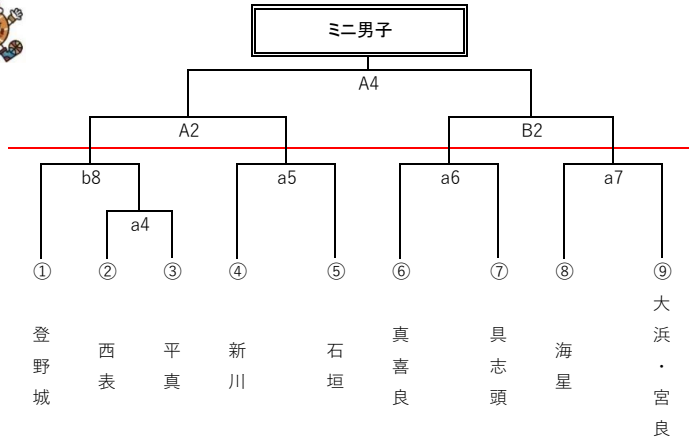 ミニ男子
A4
A2
B2
b8
a5
a6
a7
a4
①
②
③
④
⑤
⑥
⑦
⑧
⑨
登野城
西表
平真
新川
石垣
真喜良
具志頭
海星
大浜・宮良